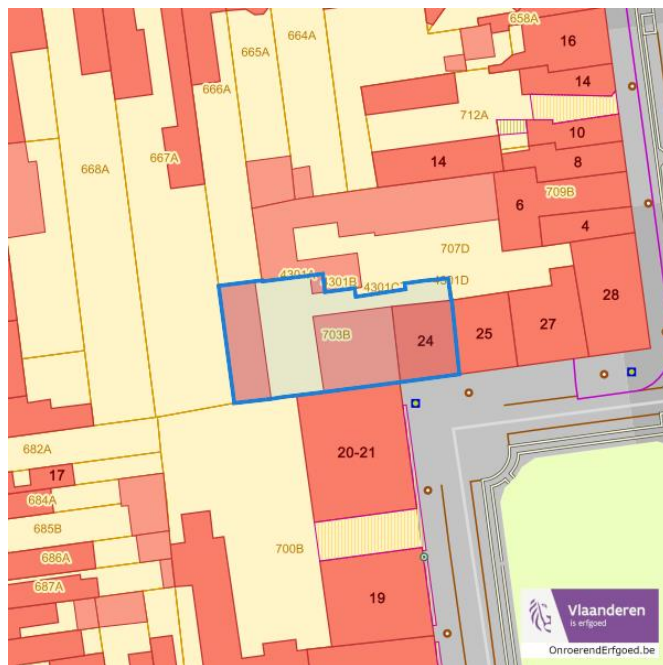 658A
16
664A
665A
14
666A
712A
10
667A
8
14
668A
709B
6
4
707D
4301A
4301B
4301C
4301D
28
703B
27
25
24
682A
20-21
17
684A
685B
700B
686A
687A
19
Vlaanderen
is erfgoed
OnroerendErfgoed.be